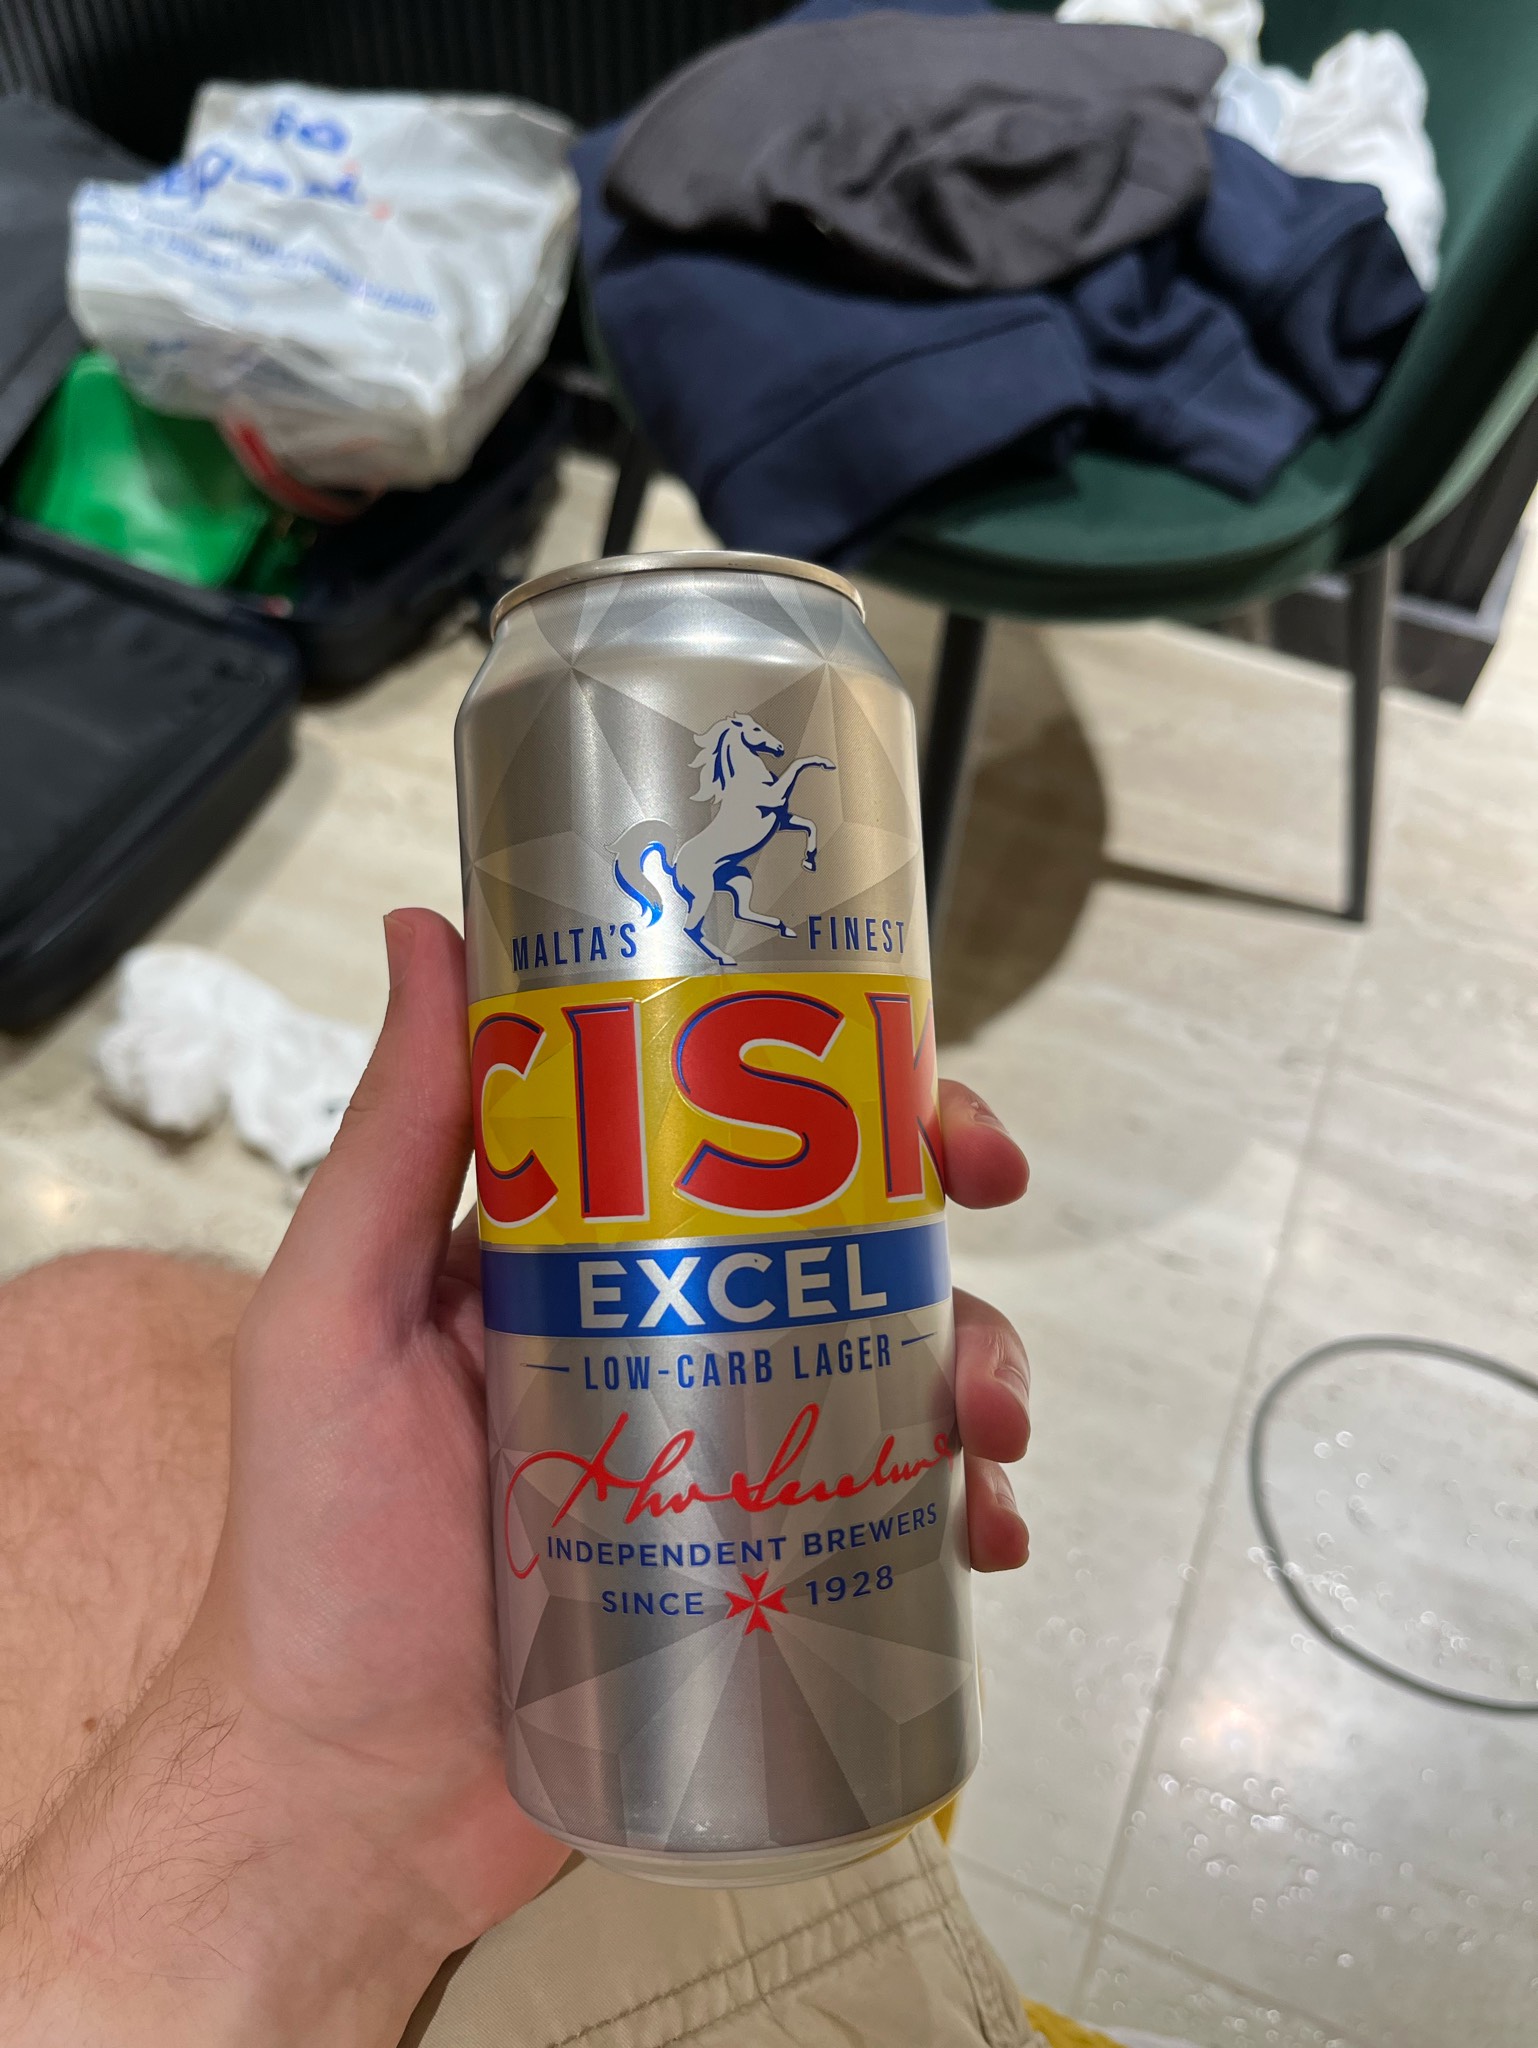 MALTA'S FINEST
CISK
EXCEL
LOW-CARB LAGER
INDEPENDENT BREWERS
SINCE 1928